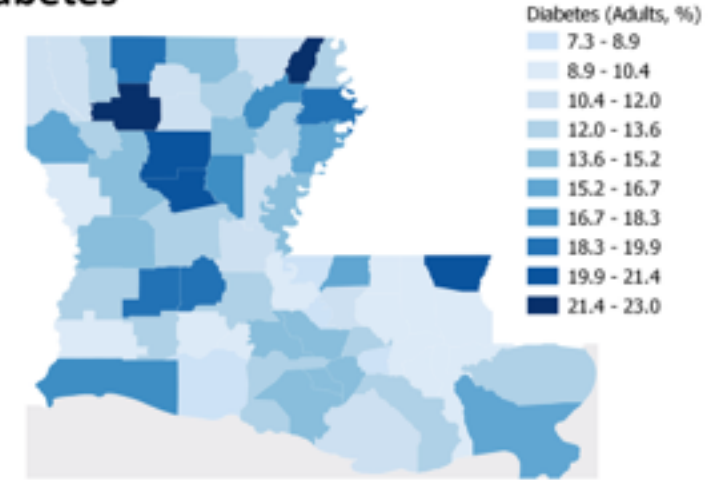 Diabetes (Adults, %)
7.3 - 8.9
8.9 - 10.4
10.4 - 12.0
12.0 - 13.6
13.6 - 15.2
15.2 - 16.7
16.7 - 18.3
18.3 - 19.9
19.9 - 21.4
21.4 - 23.0